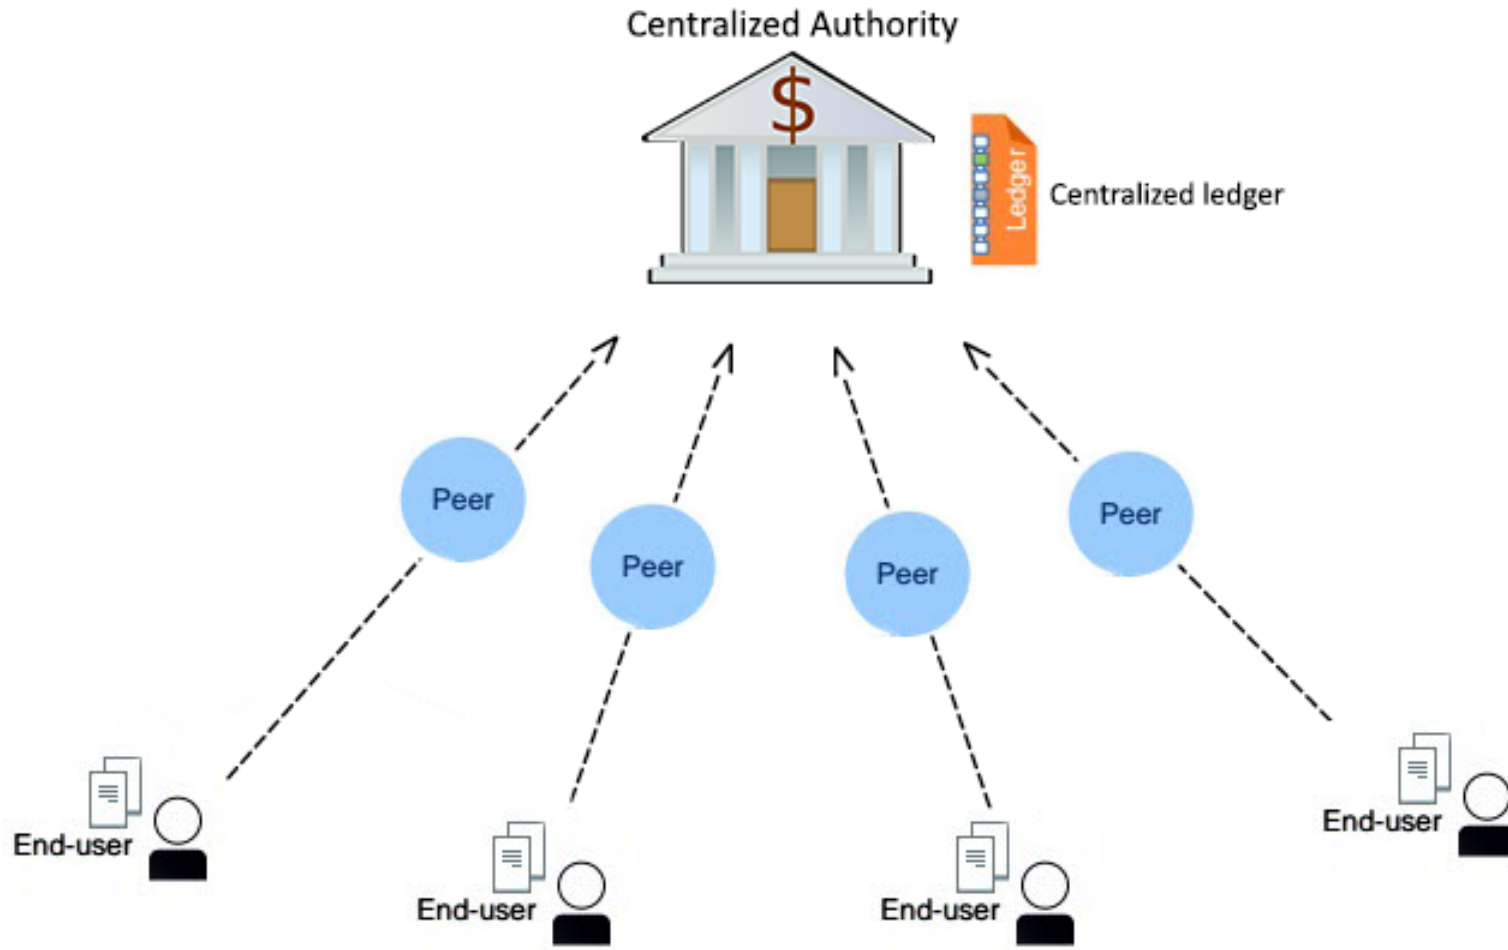 Centralized Authority
$
Ledger
Centralized ledger
Peer
Peer
Peer
Peer
End-user
End-user
End-user
End-user